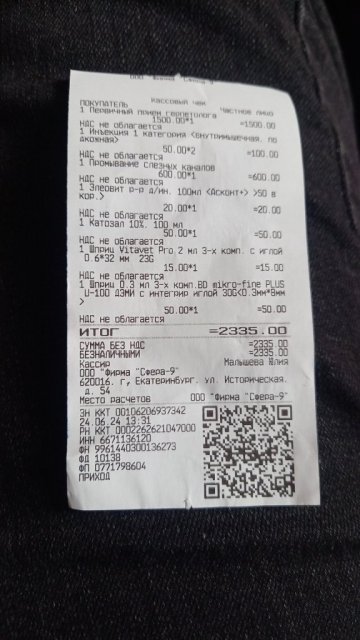 ООО "Фирма "Сфера-9"
Кассовый чек
ПОКУПАТЕЛЬ Частное лицо
1 Первичный прием герпетолога
1500.00*1 =1500.00
НДС не облагается
1 Инъекция 1 категория <внутримышечная, подкожная>
50.00*2 =100.00
НДС не облагается
1 Промывание слезных каналов
600.00*1 =600.00
НДС не облагается
1 Элеовит р-р д/ин. 100мл <Асконт+> >50 в
кор.>
20.00*1 =20.00
НДС не облагается
1 Катозал 10%, 100 мл
50.00*1 =50.00
НДС не облагается
1 Шприц Vitavet Pro 2 мл 3-х комп. с иглой
0.6*32 мм, 23G
15.00*1 =15.00
НДС не облагается
1 Шприц 0.3 мл 3-х комп.BD mikro-fine PLUS
U-100 ДЭМИ с интегрир иглой 30G<0.3мм*8мм
>
50.00*1 =50.00
НДС не облагается
ИТОГ =2335.00
СУММА БЕЗ НДС =2335.00
БЕЗНАЛИЧНЫМИ =2335.00
Кассир Малышева Юлия
ООО "Фирма "Сфера-9"
620016. г, Екатеринбург. ул. Историческая.
д. 54
Место расчетов ООО "Фирма "Сфера-9"
ЗН ККТ 00106206937342
24.06.24 13:31
РН ККТ 0002262621047000
ИНН 6671136120
ФН 9961440300136273
ФД 10138
ФП 0771798604
ПРИХОД